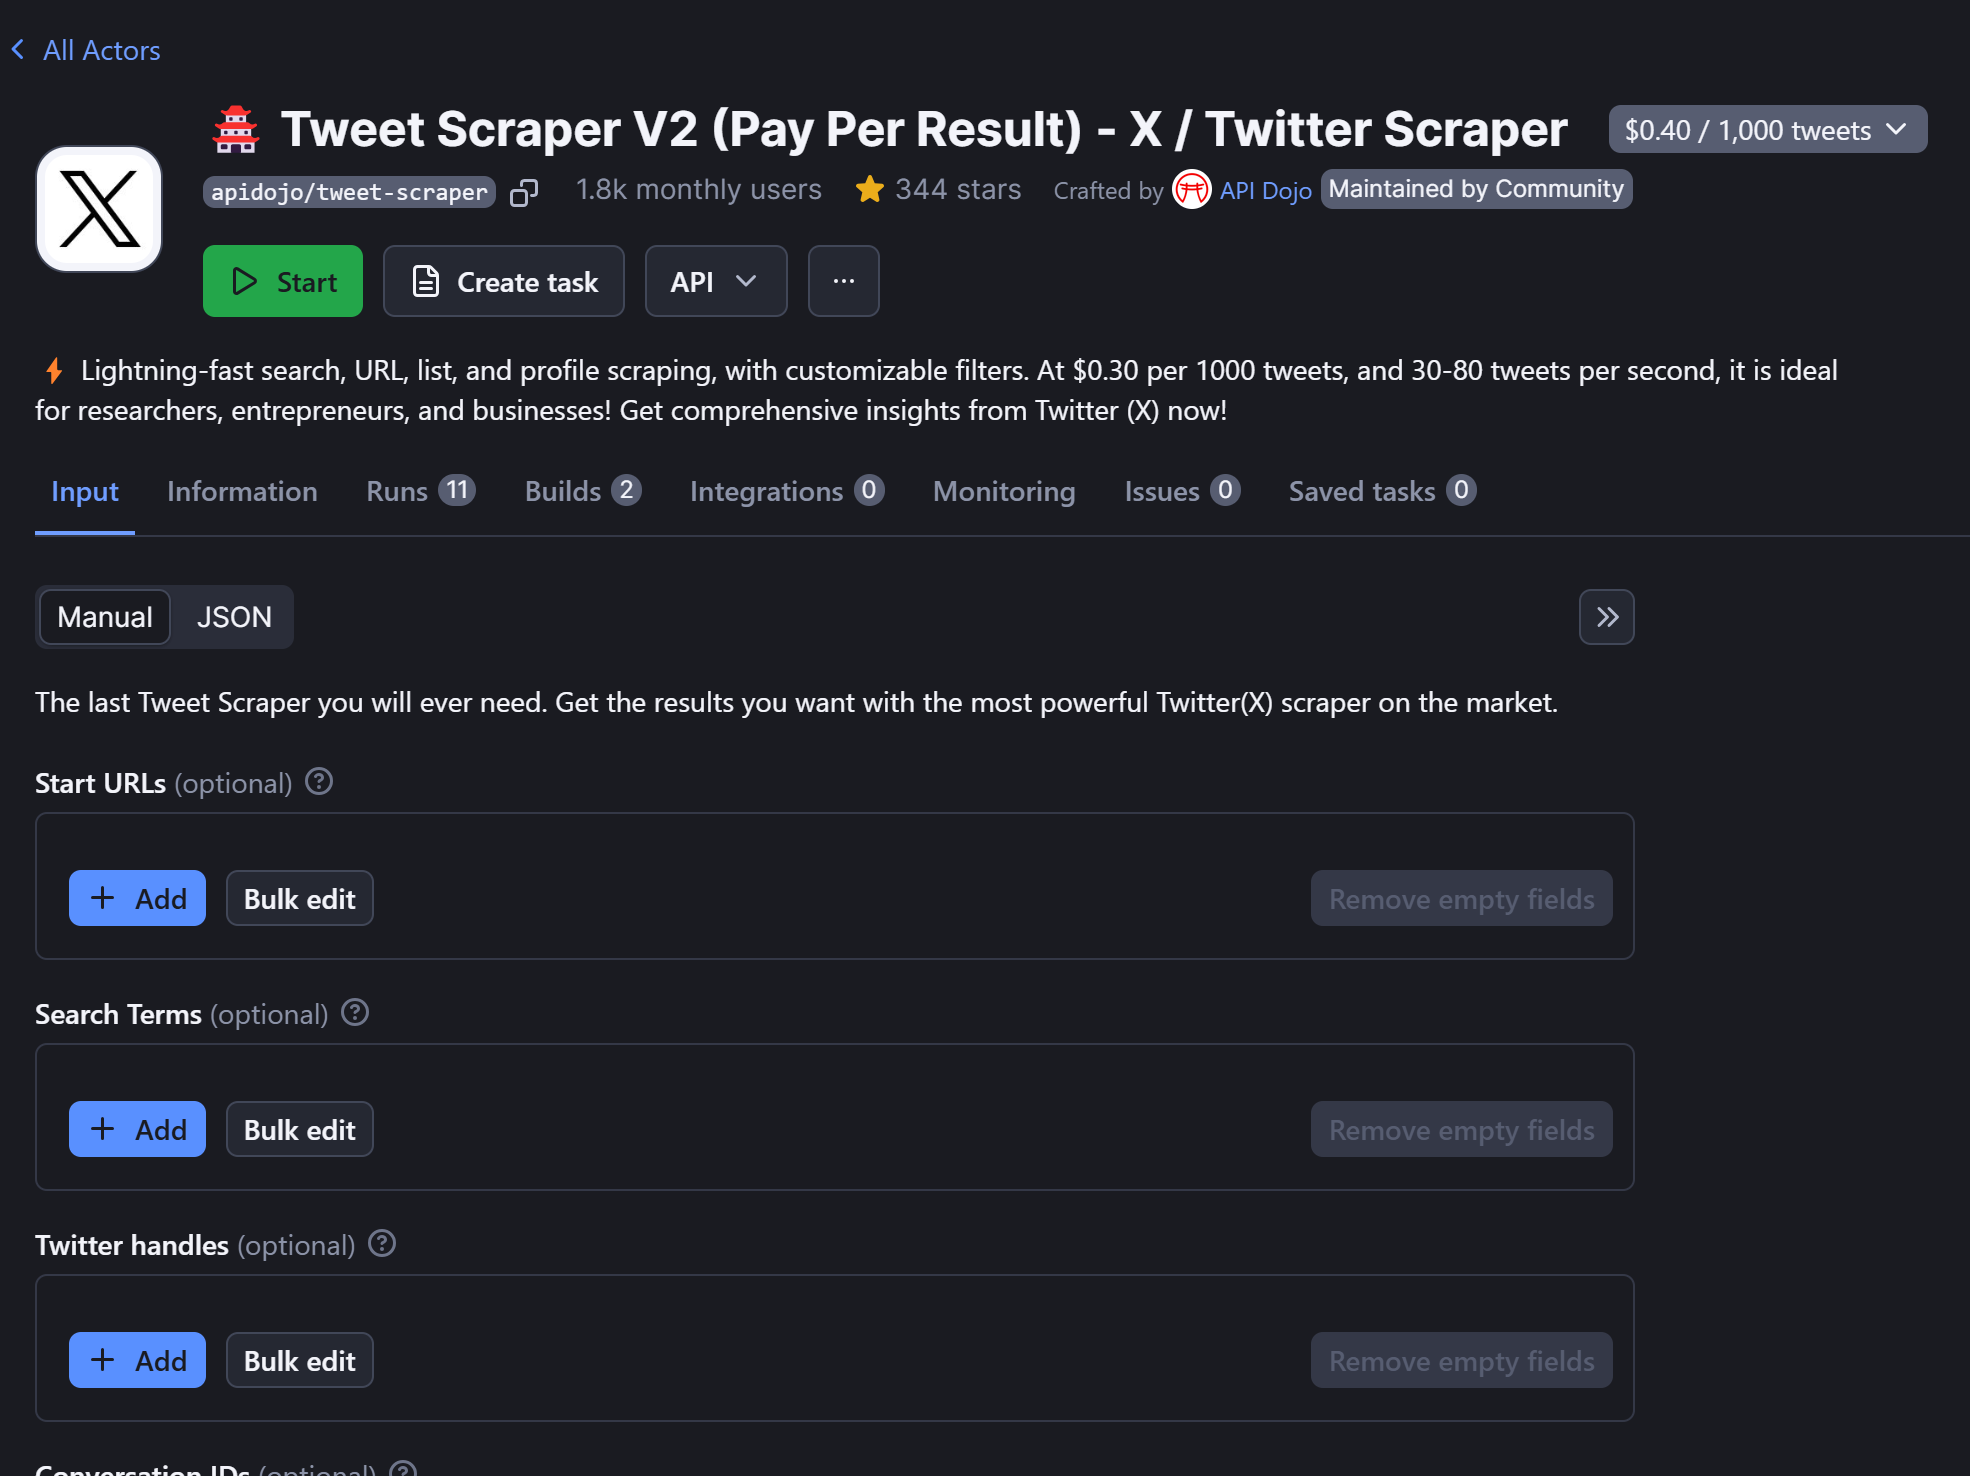 All Actors
Tweet Scraper V2 (Pay Per Result) - X / Twitter Scraper
$0.40 / 1,000 tweets
apidojo/tweet-scraper
1.8k monthly users
344 stars
Crafted by API Dojo
Maintained by Community
Start
Create task
API
...
Lightning-fast search, URL, list, and profile scraping, with customizable filters. At $0.30 per 1000 tweets, and 30-80 tweets per second, it is ideal
for researchers, entrepreneurs, and businesses! Get comprehensive insights from Twitter (X) now!
Input
Information
Runs 11
Builds 2
Integrations 0
Monitoring
Issues 0
Saved tasks 0
Manual
JSON
The last Tweet Scraper you will ever need. Get the results you want with the most powerful Twitter(X) scraper on the market.
Start URLs (optional) ?
+ Add
Bulk edit
Remove empty fields
Search Terms (optional) ?
+ Add
Bulk edit
Remove empty fields
Twitter handles (optional) ?
+ Add
Bulk edit
Remove empty fields
Conversation IDs (optional) ?